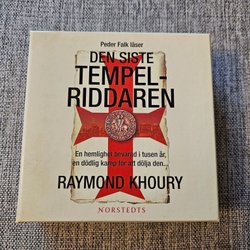 Peder Falk läser
DEN SISTE
TEMPEL-
RIDDAREN
En hemlighet bevarad i tusen år,
en dödlig kamp för att dölja den...
RAYMOND KHOURY
NORSTEDTS